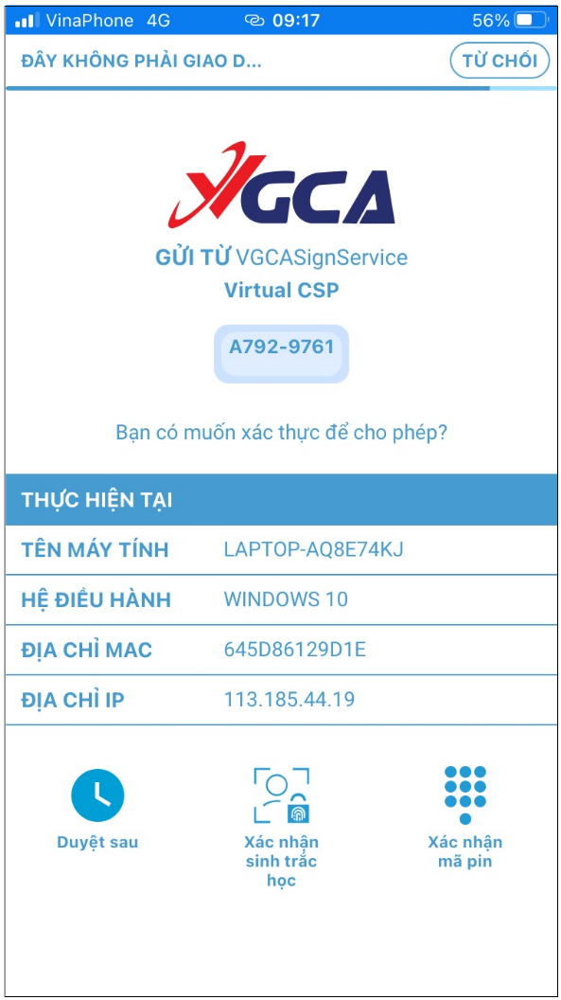 VinaPhone 4G 09:17 56%
ĐÂY KHÔNG PHẢI GIAO D... TỪ CHỐI
VGCA
GỬI TỪ VGCASignService
Virtual CSP
A792-9761
Bạn có muốn xác thực để cho phép?
THỰC HIỆN TẠI
TÊN MÁY TÍNH LAPTOP-AQ8E74KJ
HỆ ĐIỀU HÀNH WINDOWS 10
ĐỊA CHỈ MAC 645D86129D1E
ĐỊA CHỈ IP 113.185.44.19
Duyệt sau
Xác nhận
sinh trắc
học
Xác nhận
mã pin